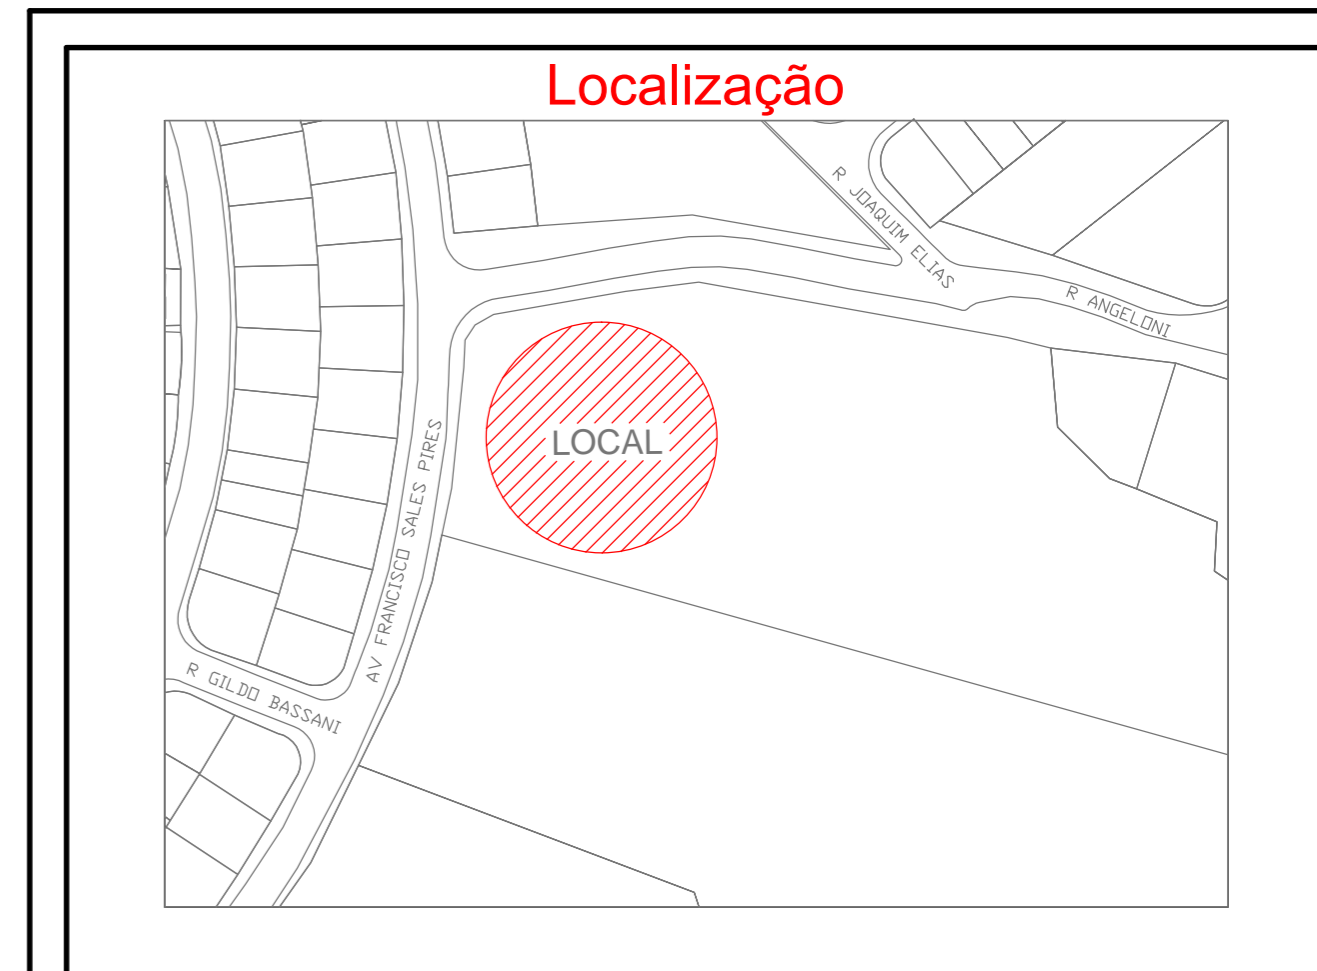 Localização
R JOAQUIM ELIAS
R ANGELONI
LOCAL
AV FRANCISCO SALES PIRES
R GILDO BASSANI